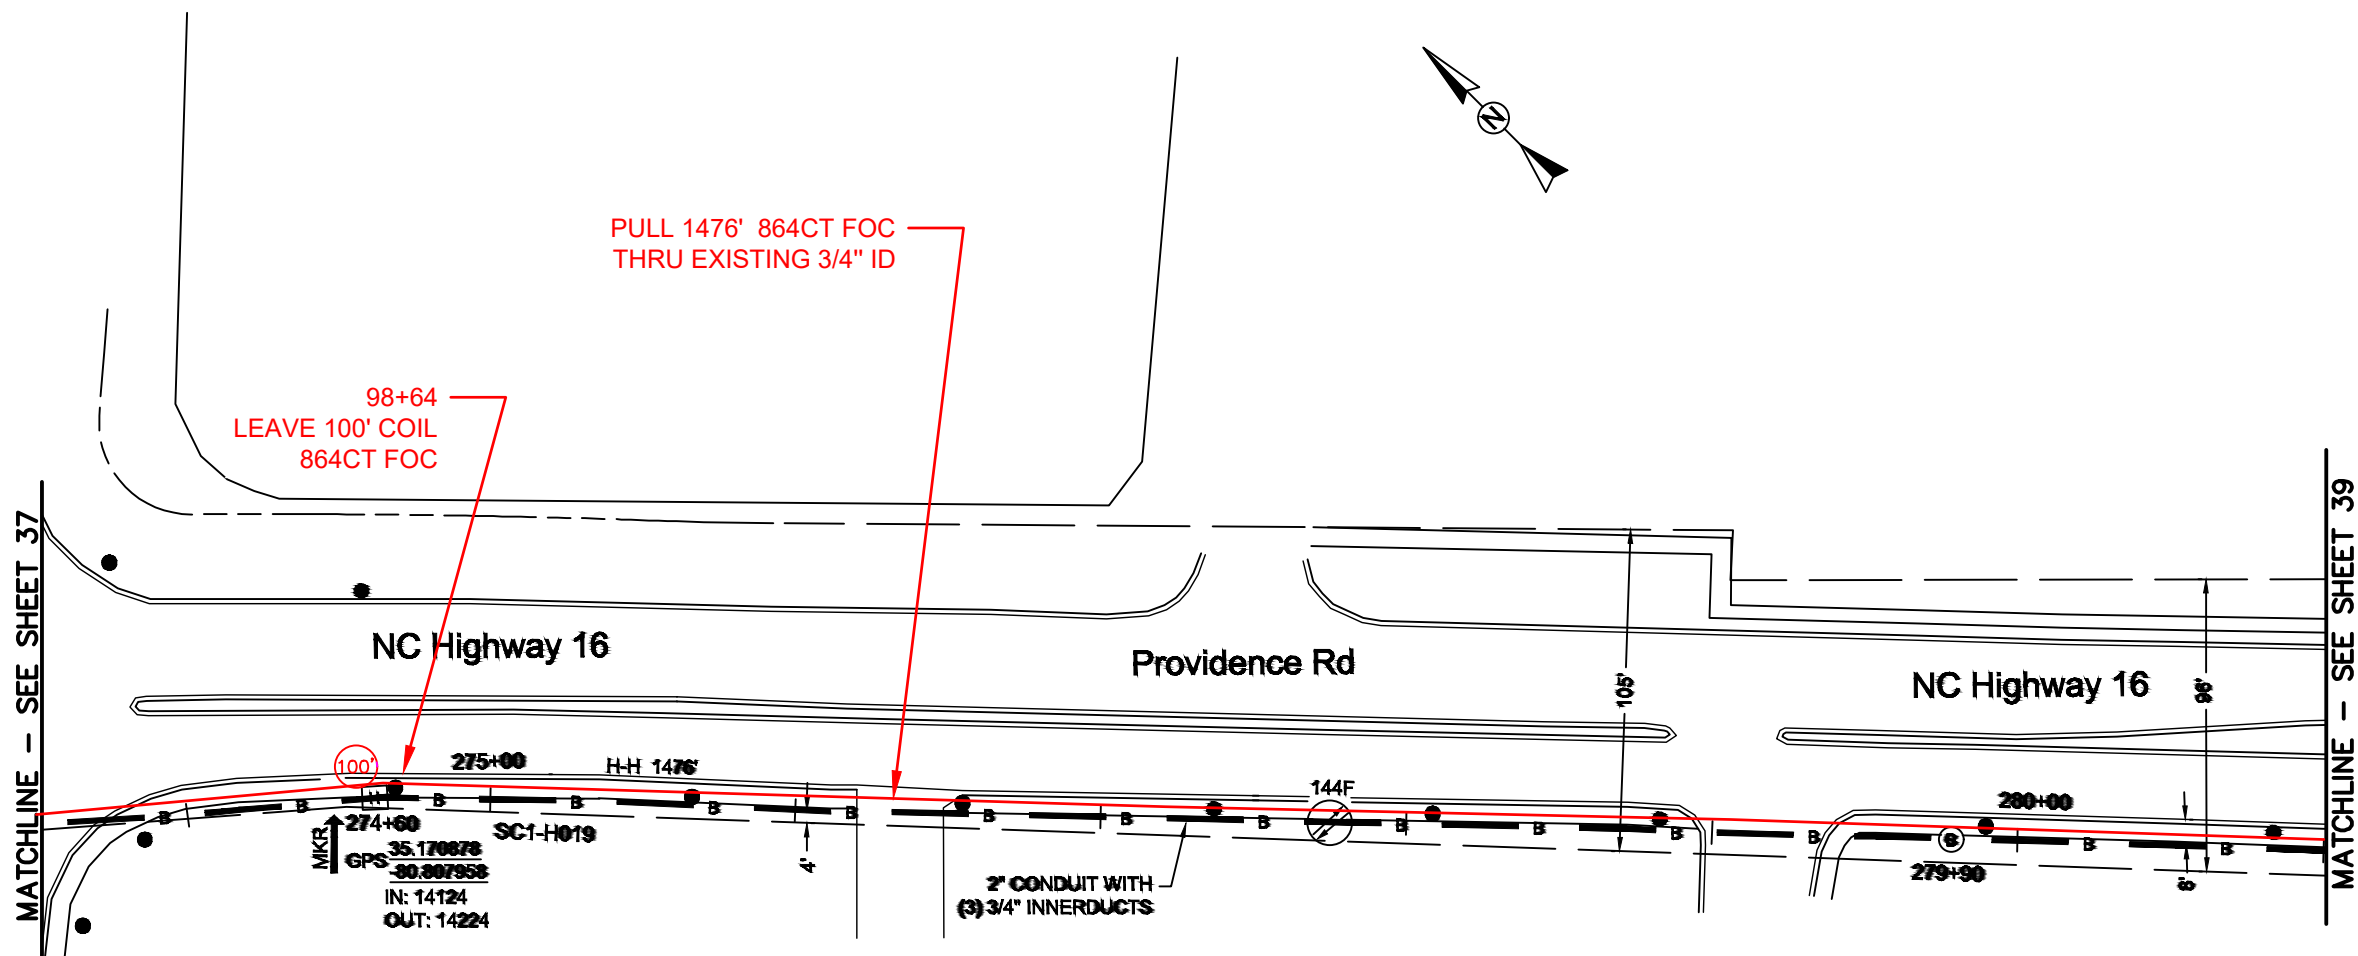 N
PULL 1476' 864CT FOC
THRU EXISTING 3/4" ID
98+64
LEAVE 100' COIL
864CT FOC
MATCHLINE - SEE SHEET 37
MATCHLINE - SEE SHEET 39
NC Highway 16
Providence Rd
NC Highway 16
105'
96'
100'
275+00
H-H 1476'
144F
280+00
H
B B B B B B B B B B B B B B B B
274+60
MKR
GPS
35.170878
-80.807958
IN: 14124
OUT: 14224
SC1-H019
4'
2" CONDUIT WITH
(3) 3/4" INNERDUCTS
279+90
8'